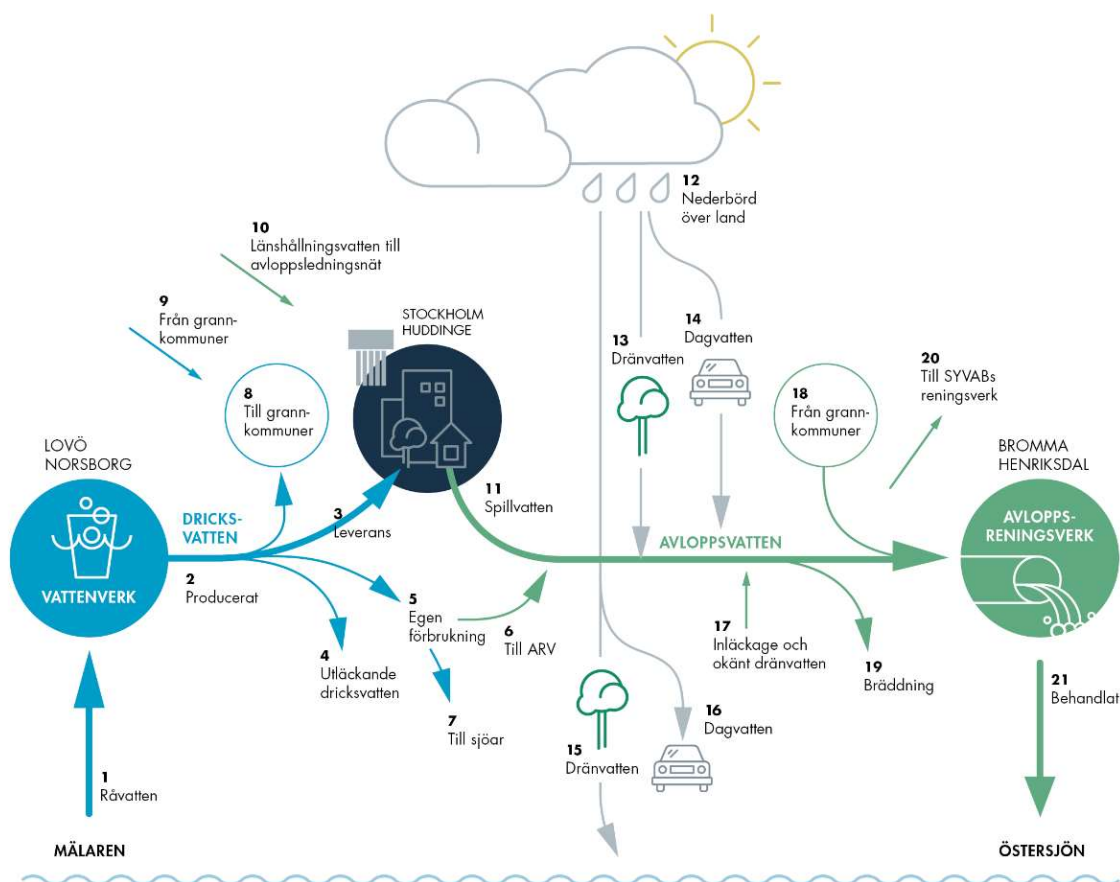 12
Nederbörd
över land
10
Länshållningsvatten till
avloppsledningsnät
9
Från grann-
kommuner
STOCKHOLM
HUDDINGE
14
Dagvatten
13
Dränvatten
20
Till SYVABs
reningsverk
8
Till grann-
kommuner
18
Från grann-
kommuner
LOVÖ
NORSBORG
BROMMA
HENRIKSDAL
11
Spillvatten
DRICKS-
VATTEN
3
Leverans
AVLOPPSVATTEN
AVLOPPS-
RENINGSVERK
VATTENVERK
2
Producerat
5
Egen
förbrukning
6
Till ARV
17
Inläckage och
okänt dränvatten
4
Utläckande
dricksvatten
19
Bräddning
21
Behandlat
7
Till sjöar
16
Dagvatten
15
Dränvatten
1
Råvatten
MÄLAREN
ÖSTERSJÖN